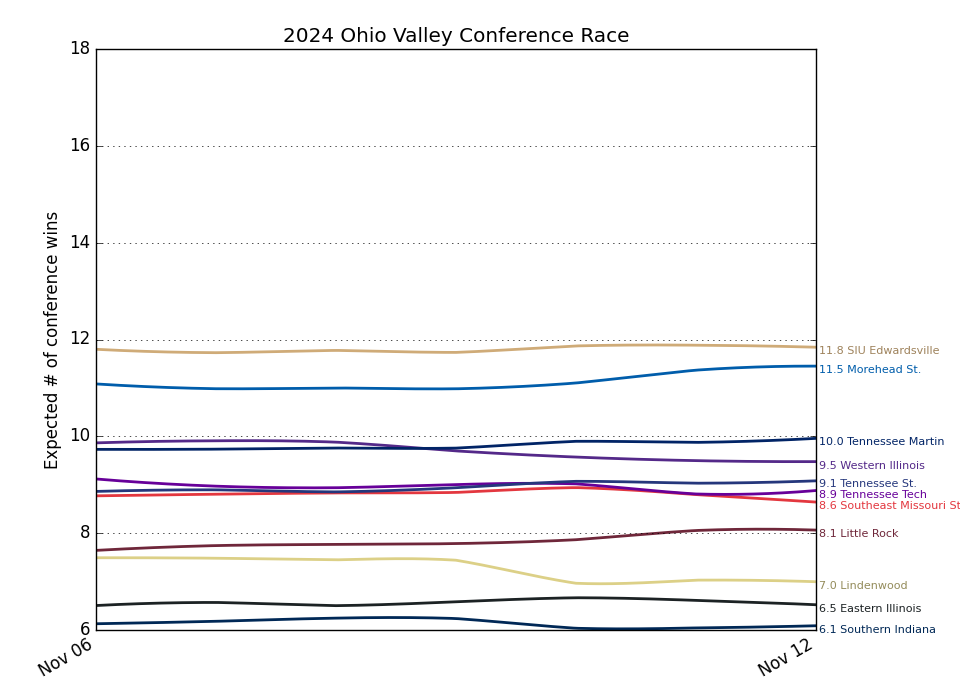 2024 Ohio Valley Conference Race
Expected # of conference wins
18
16
14
12
10
8
6
Nov 06
Nov 12
11.8 SIU Edwardsville
11.5 Morehead St.
10.0 Tennessee Martin
9.5 Western Illinois
9.1 Tennessee St.
8.9 Tennessee Tech
8.6 Southeast Missouri St
8.1 Little Rock
7.0 Lindenwood
6.5 Eastern Illinois
6.1 Southern Indiana